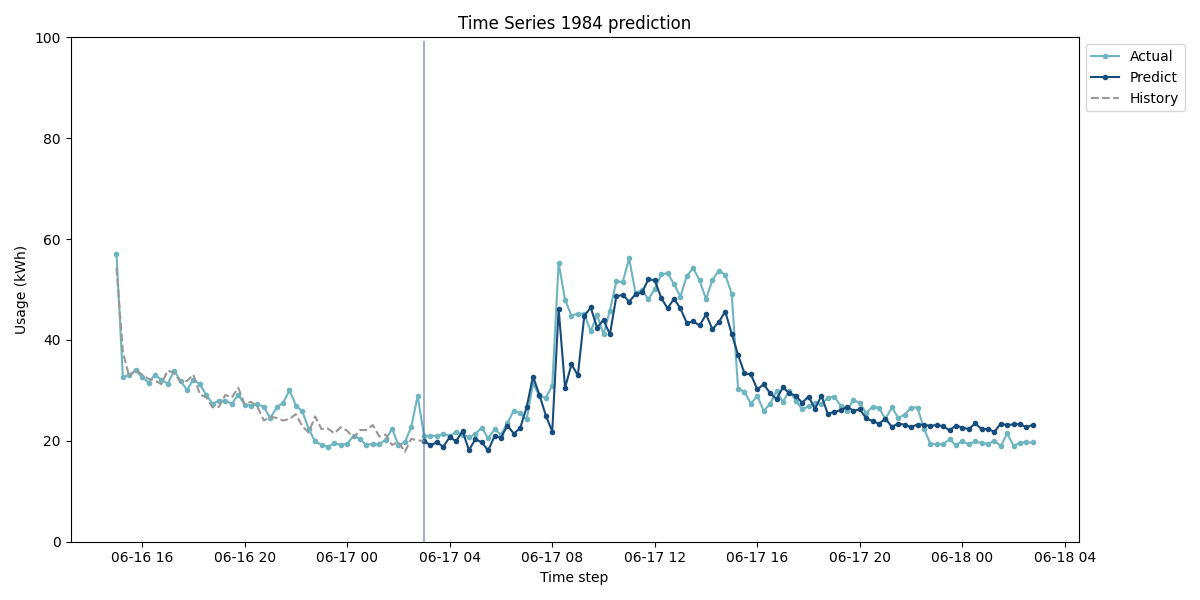 Time Series 1984 prediction
100
80
60
40
20
0
Usage (kWh)
06-16 16
06-16 20
06-17 00
06-17 04
06-17 08
06-17 12
06-17 16
06-17 20
06-18 00
06-18 04
Time step
Actual
Predict
History